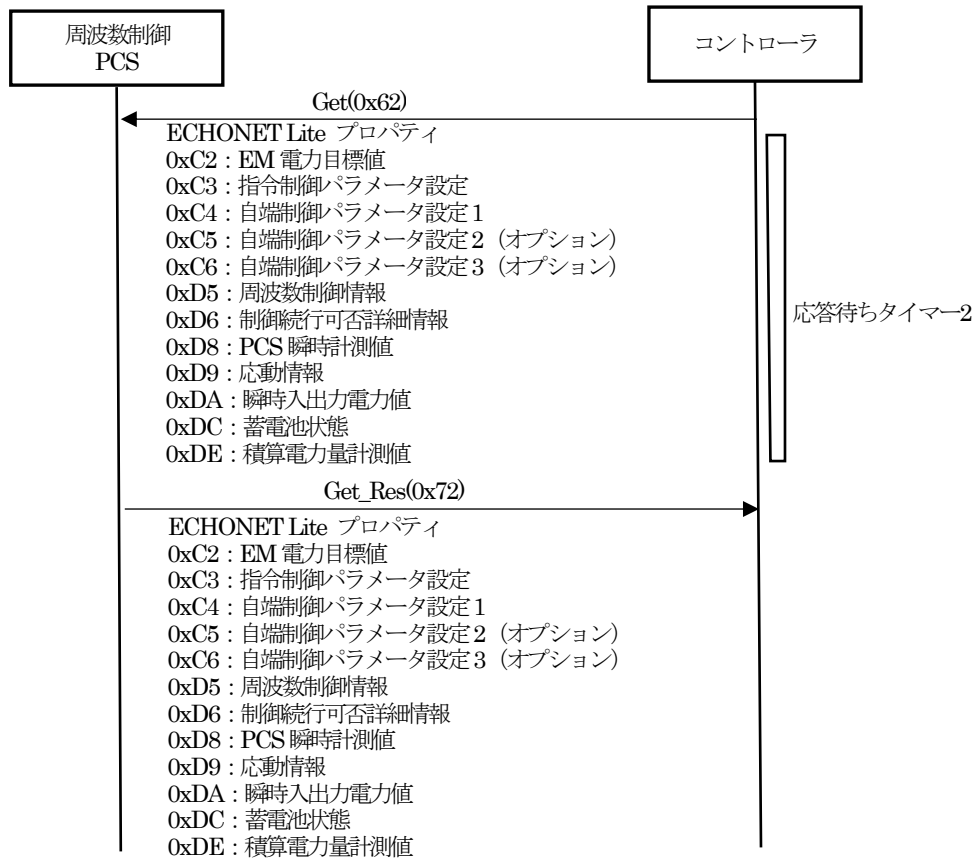 周波数制御
PCS
コントローラ
Get(0x62)
ECHONET Lite プロパティ
0xC2：EM 電力目標値
0xC3：指令制御パラメータ設定
0xC4：自端制御パラメータ設定 1
0xC5：自端制御パラメータ設定 2（オプション）
0xC6：自端制御パラメータ設定 3（オプション）
0xD5：周波数制御情報
0xD6：制御続行可否詳細情報
0xD8：PCS 瞬時計測値
0xD9：応動情報
0xDA：瞬時入出力電力値
0xDC：蓄電池状態
0xDE：積算電力量計測値
応答待ちタイマー2
Get_Res(0x72)
ECHONET Lite プロパティ
0xC2：EM 電力目標値
0xC3：指令制御パラメータ設定
0xC4：自端制御パラメータ設定 1
0xC5：自端制御パラメータ設定 2（オプション）
0xC6：自端制御パラメータ設定 3（オプション）
0xD5：周波数制御情報
0xD6：制御続行可否詳細情報
0xD8：PCS 瞬時計測値
0xD9：応動情報
0xDA：瞬時入出力電力値
0xDC：蓄電池状態
0xDE：積算電力量計測値